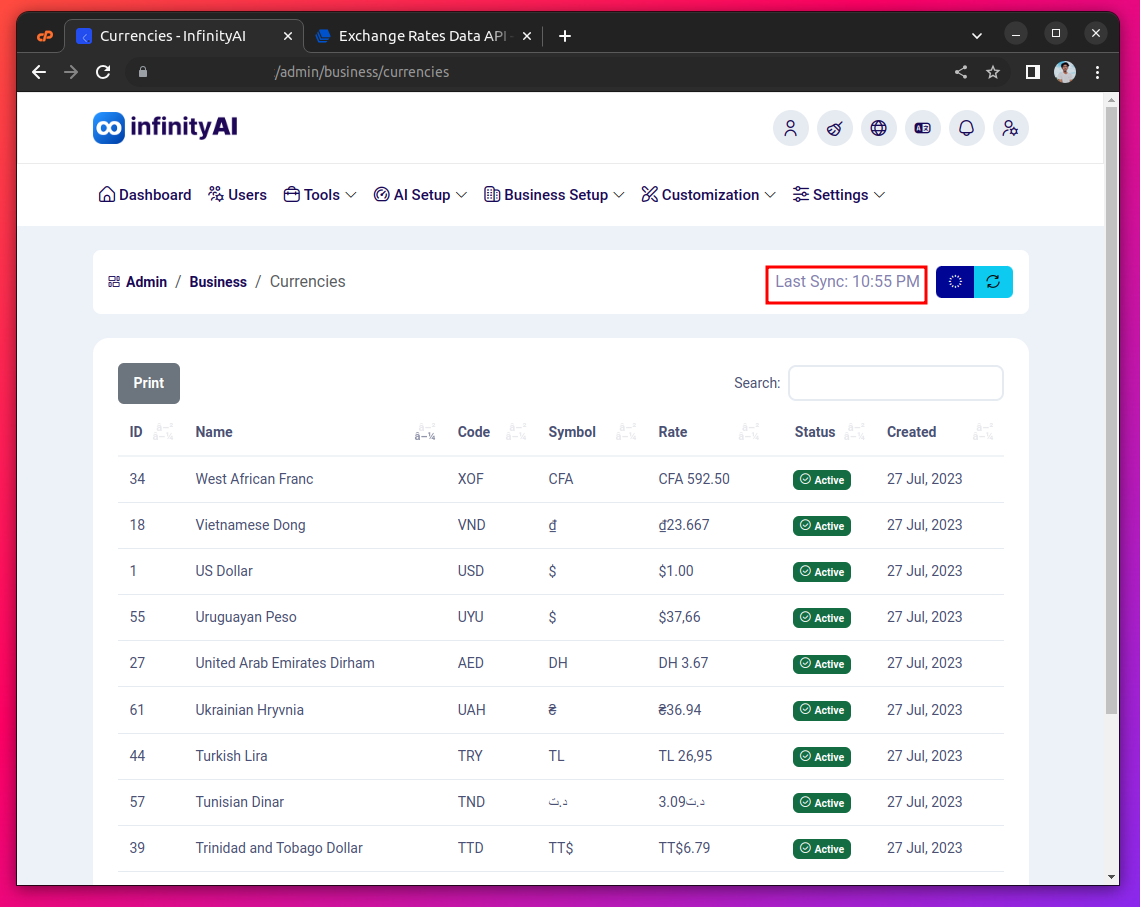 Currencies - InfinityAI
Exchange Rates Data API
/admin/business/currencies
infinityAI
Dashboard Users Tools AI Setup Business Setup Customization Settings
Admin / Business / Currencies
Last Sync: 10:55 PM
Print
Search:
ID Name Code Symbol Rate Status Created
34 West African Franc XOF CFA CFA 592.50 Active 27 Jul, 2023
18 Vietnamese Dong VND ₫ ₫23.667 Active 27 Jul, 2023
1 US Dollar USD $ $1.00 Active 27 Jul, 2023
55 Uruguayan Peso UYU $ $37,66 Active 27 Jul, 2023
27 United Arab Emirates Dirham AED DH DH 3.67 Active 27 Jul, 2023
61 Ukrainian Hryvnia UAH ₴ ₴36.94 Active 27 Jul, 2023
44 Turkish Lira TRY TL TL 26,95 Active 27 Jul, 2023
57 Tunisian Dinar TND د.ت 3.09د.ت Active 27 Jul, 2023
39 Trinidad and Tobago Dollar TTD TT$ TT$6.79 Active 27 Jul, 2023